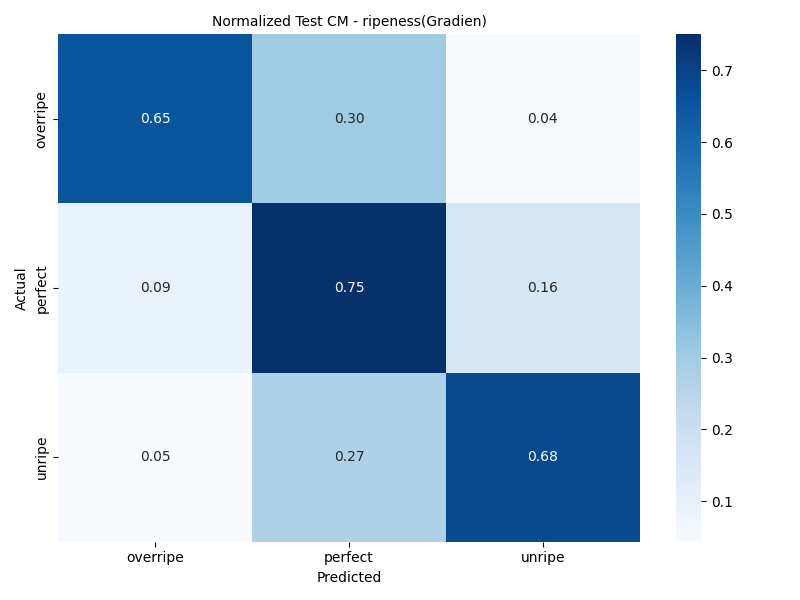 Normalized Test CM - ripeness(Gradien)
Actual
overripe
perfect
unripe
0.65 0.30 0.04
0.09 0.75 0.16
0.05 0.27 0.68
overripe perfect unripe
Predicted
0.7
0.6
0.5
0.4
0.3
0.2
0.1